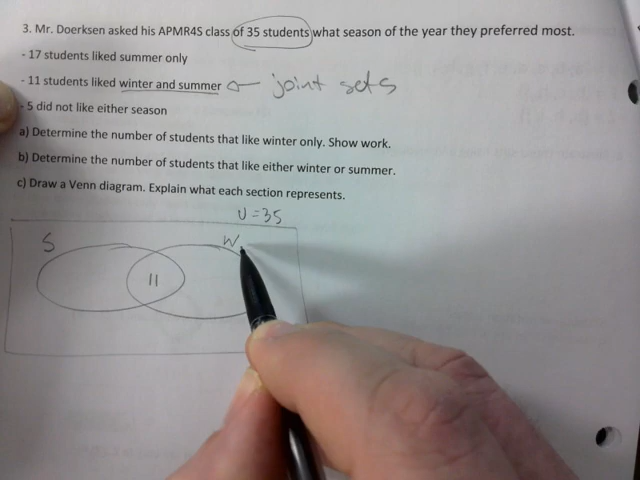 3. Mr. Doerksen asked his APMR4S class of 35 students what season of the year they preferred most.
- 17 students liked summer only
- 11 students liked winter and summer joint sets
- 5 did not like either season
a) Determine the number of students that like winter only. Show work.
b) Determine the number of students that like either winter or summer.
c) Draw a Venn diagram. Explain what each section represents.
U = 35
S W
11